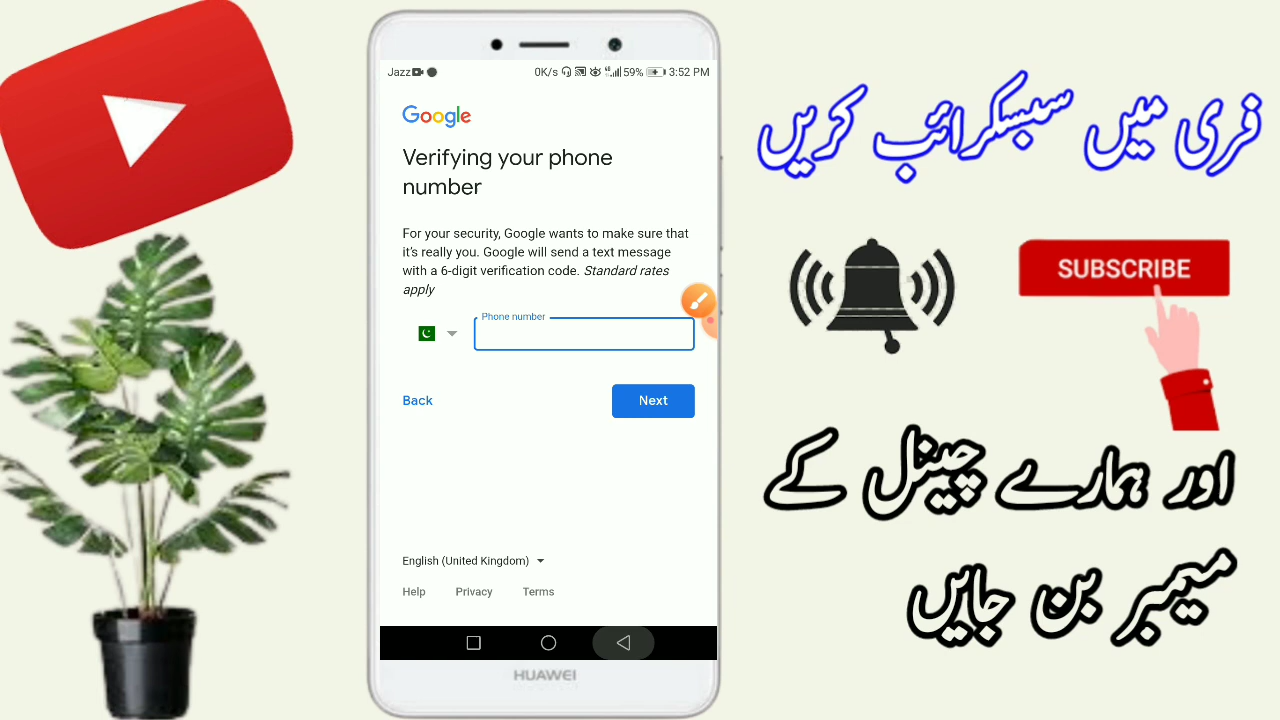 Jazz 0K/s 59% 3:52 PM
Google
Verifying your phone
number
For your security, Google wants to make sure that
it's really you. Google will send a text message
with a 6-digit verification code. Standard rates
apply
Phone number
Back
Next
English (United Kingdom)
Help Privacy Terms
HUAWEI
فری میں سبسکرائب کریں
SUBSCRIBE
اور ہمارے چینل کے
میمبر بن جایں